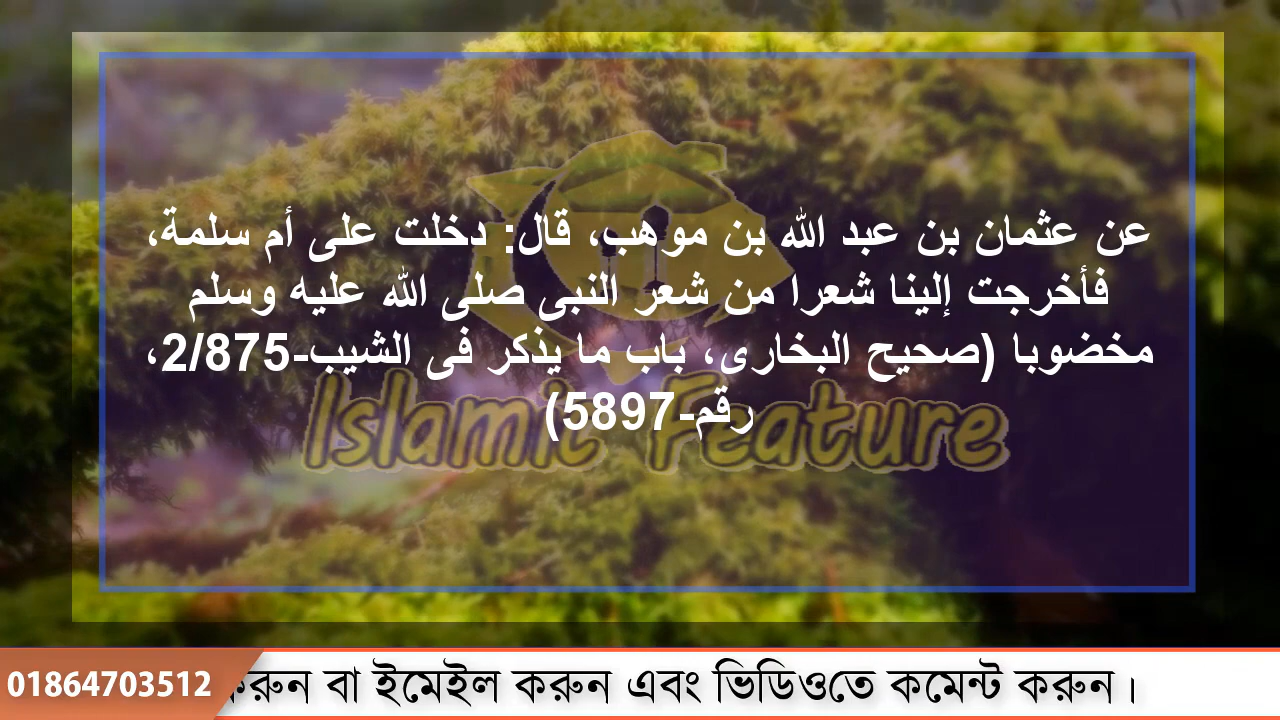 عن عثمان بن عبد الله بن موهب، قال: دخلت على أم سلمة،
فأخرجت إلينا شعرا من شعر النبى صلى الله عليه وسلم
مخضوبا (صحيح البخارى، باب ما يذكر فى الشيب-2/875،
رقم-5897)
Islamic Feature
01864703512
করুন বা ইমেইল করুন এবং ভিডিওতে কমেন্ট করুন।